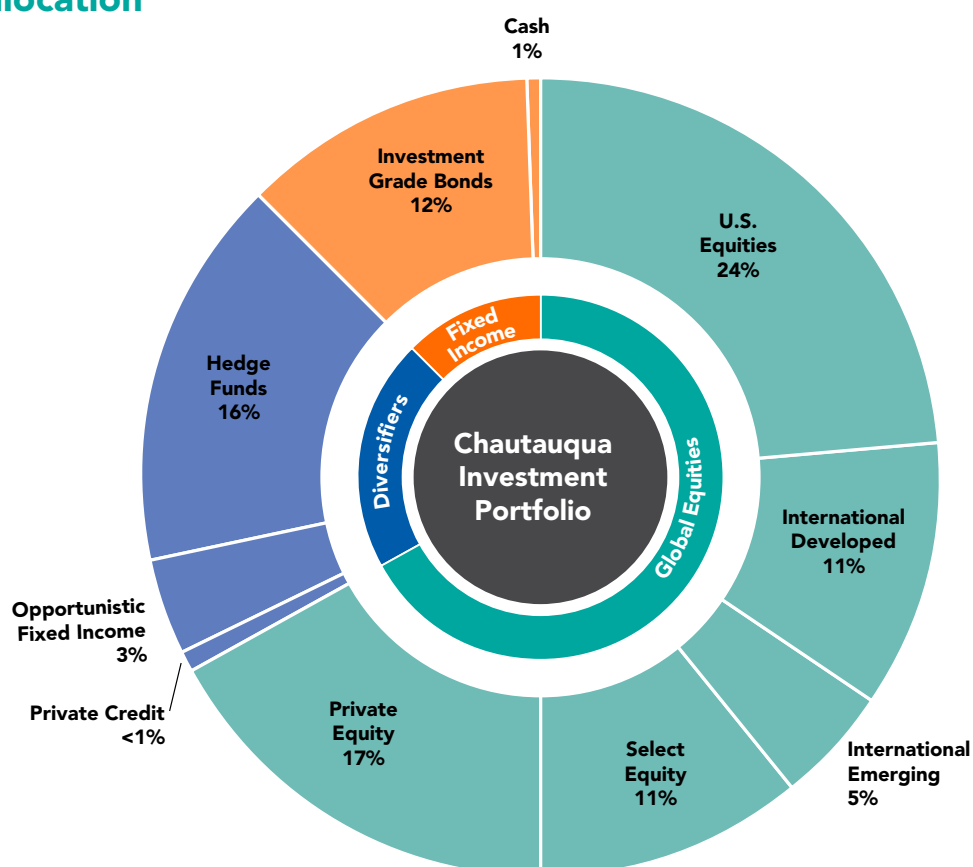 llocation
Cash
1%
Investment
Grade Bonds
12%
U.S.
Equities
24%
Hedge
Funds
16%
Fixed
Income
Diversifiers
Chautauqua
Investment
Portfolio
Global Equities
International
Developed
11%
Opportunistic
Fixed Income
3%
Private Credit
<1%
Private
Equity
17%
Select
Equity
11%
International
Emerging
5%